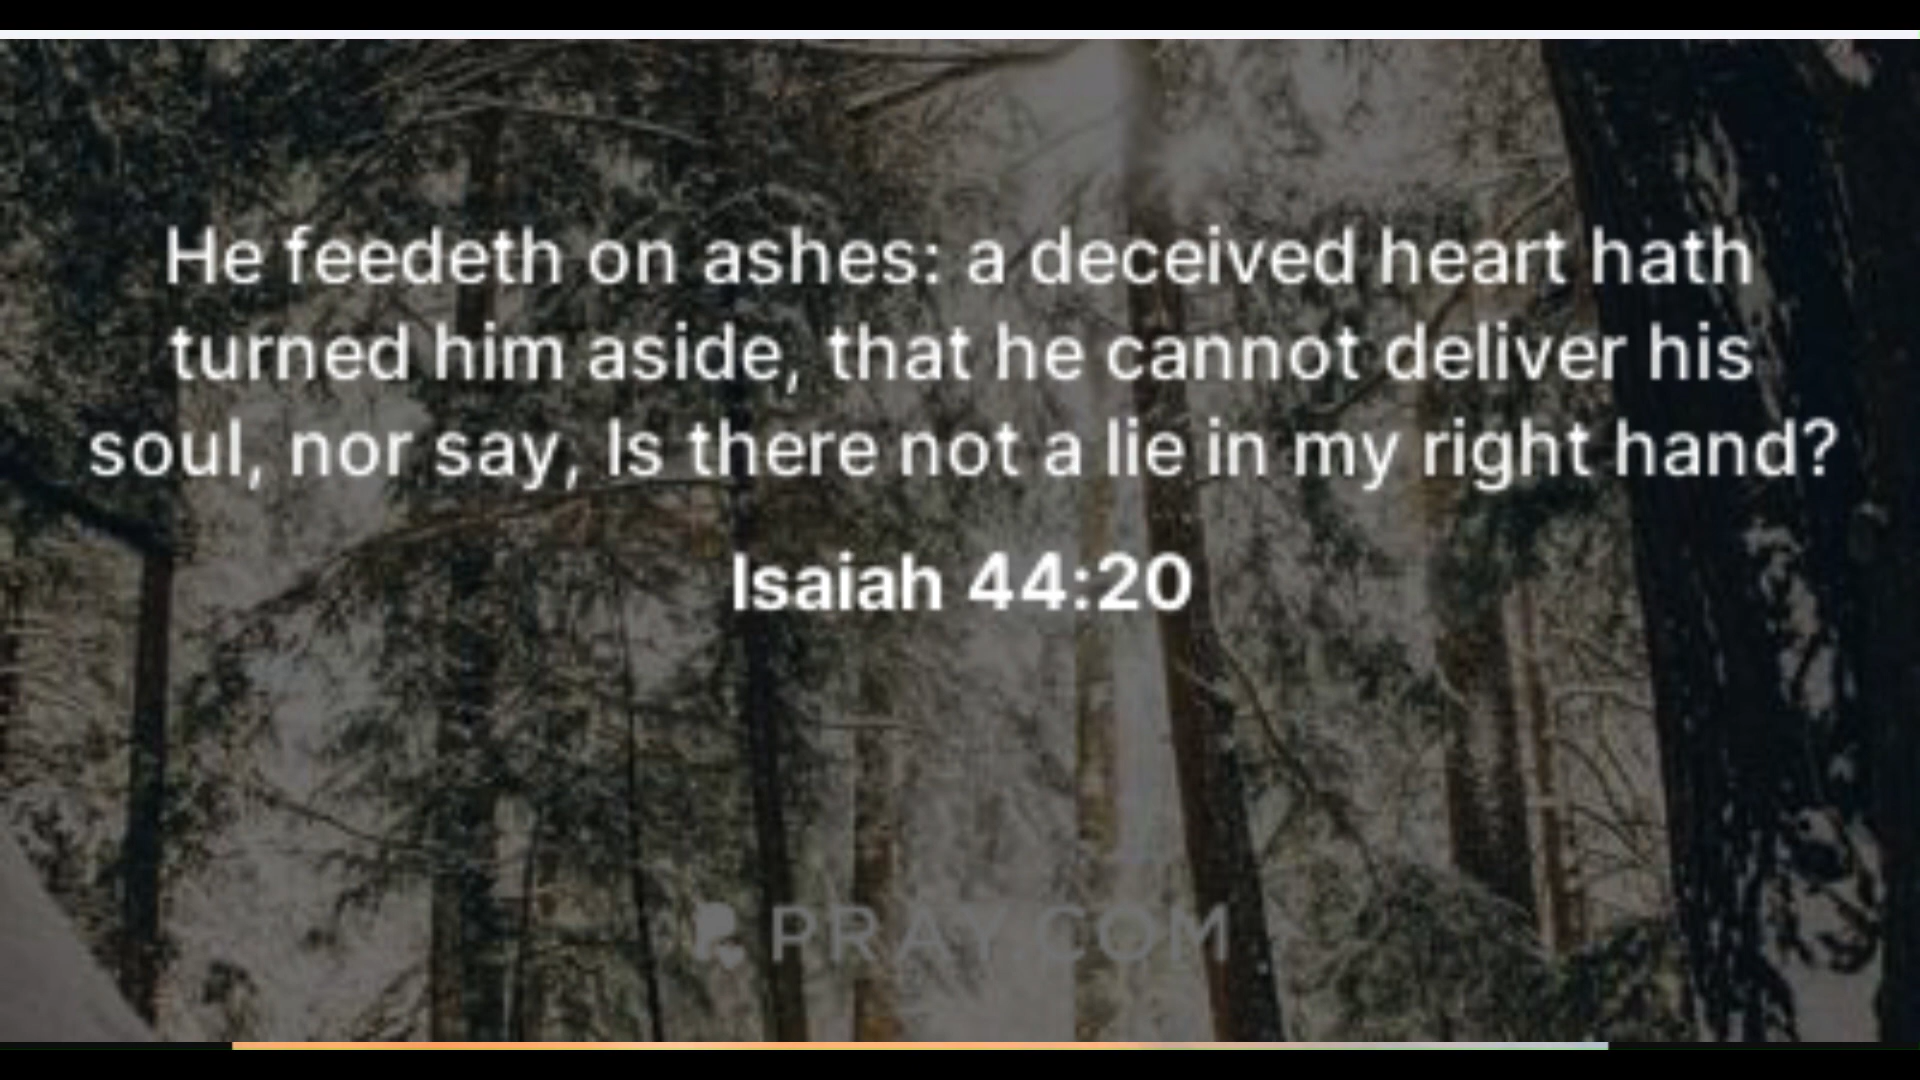 He feedeth on ashes: a deceived heart hath
turned him aside, that he cannot deliver his
soul, nor say, Is there not a lie in my right hand?
Isaiah 44:20
PRAY.COM